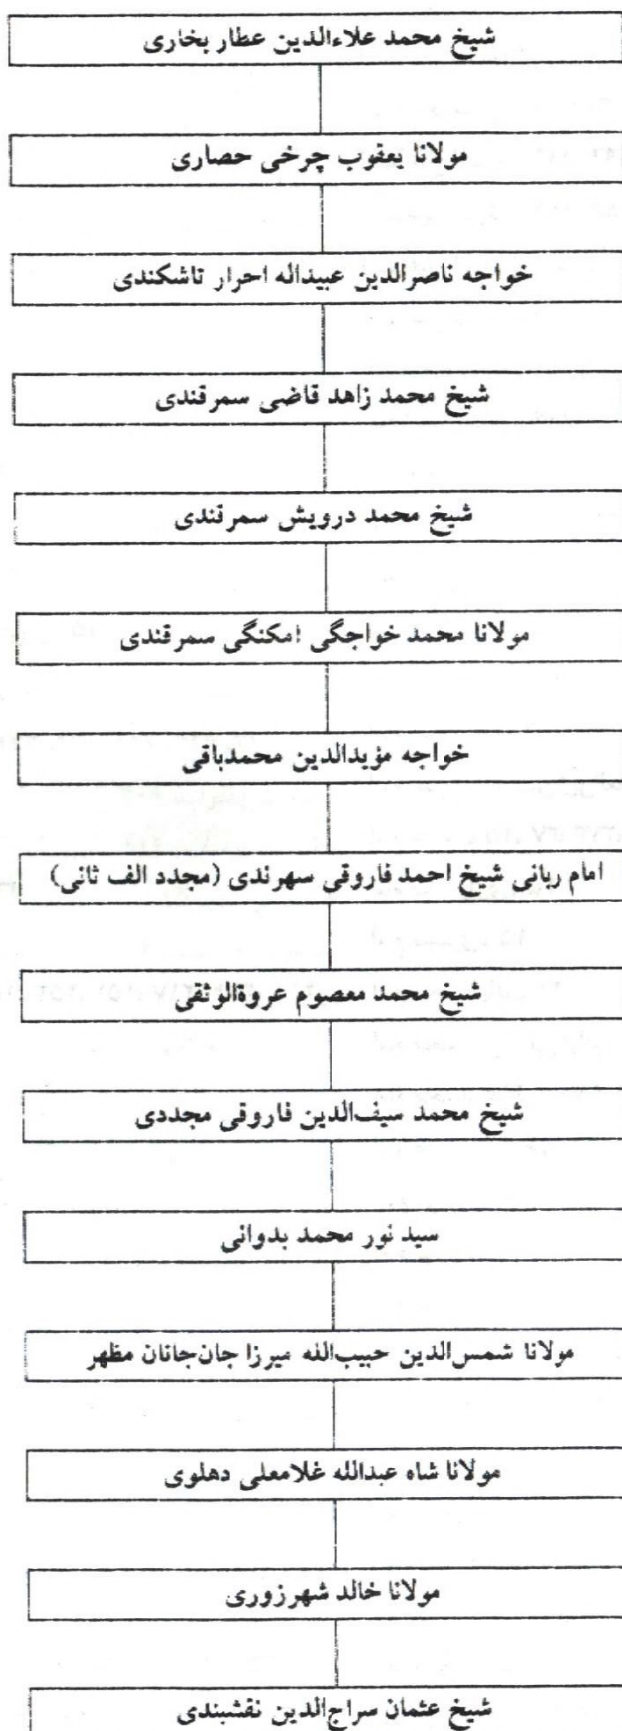 شیخ محمد علاءالدین عطار بخاری
مولانا یعقوب چرخی حصاری
خواجه ناصرالدین عبیداله احرار تاشکندی
شیخ محمد زاهد قاضی سمرقندی
شیخ محمد درویش سمرقندی
مولانا محمد خواجگی امکنگی سمرقندی
خواجه مؤیدالدین محمدباقی
امام ربانی شیخ احمد فاروقی سهرندی (مجدد الف ثانی)
شیخ محمد معصوم عروةالوثقی
شیخ محمد سیف‌الدین فاروقی مجددی
سید نور محمد بدوانی
مولانا شمس‌الدین حبیب‌الله میرزا جان‌جانان مظهر
مولانا شاه عبدالله غلامعلی دهلوی
مولانا خالد شهرزوری
شیخ عثمان سراج‌الدین نقشبندی